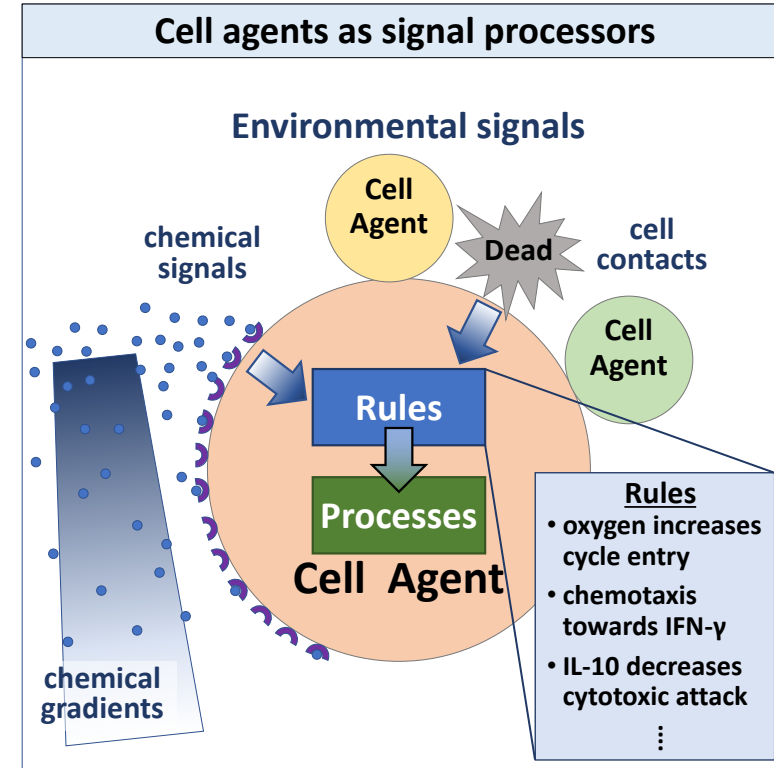 Cell agents as signal processors
Environmental signals
Cell
Agent
Dead
chemical
signals
cell
contacts
Cell
Agent
Rules
Processes
Cell Agent
chemical
gradients
Rules
• oxygen increases
cycle entry
• chemotaxis
towards IFN-γ
• IL-10 decreases
cytotoxic attack
⋮